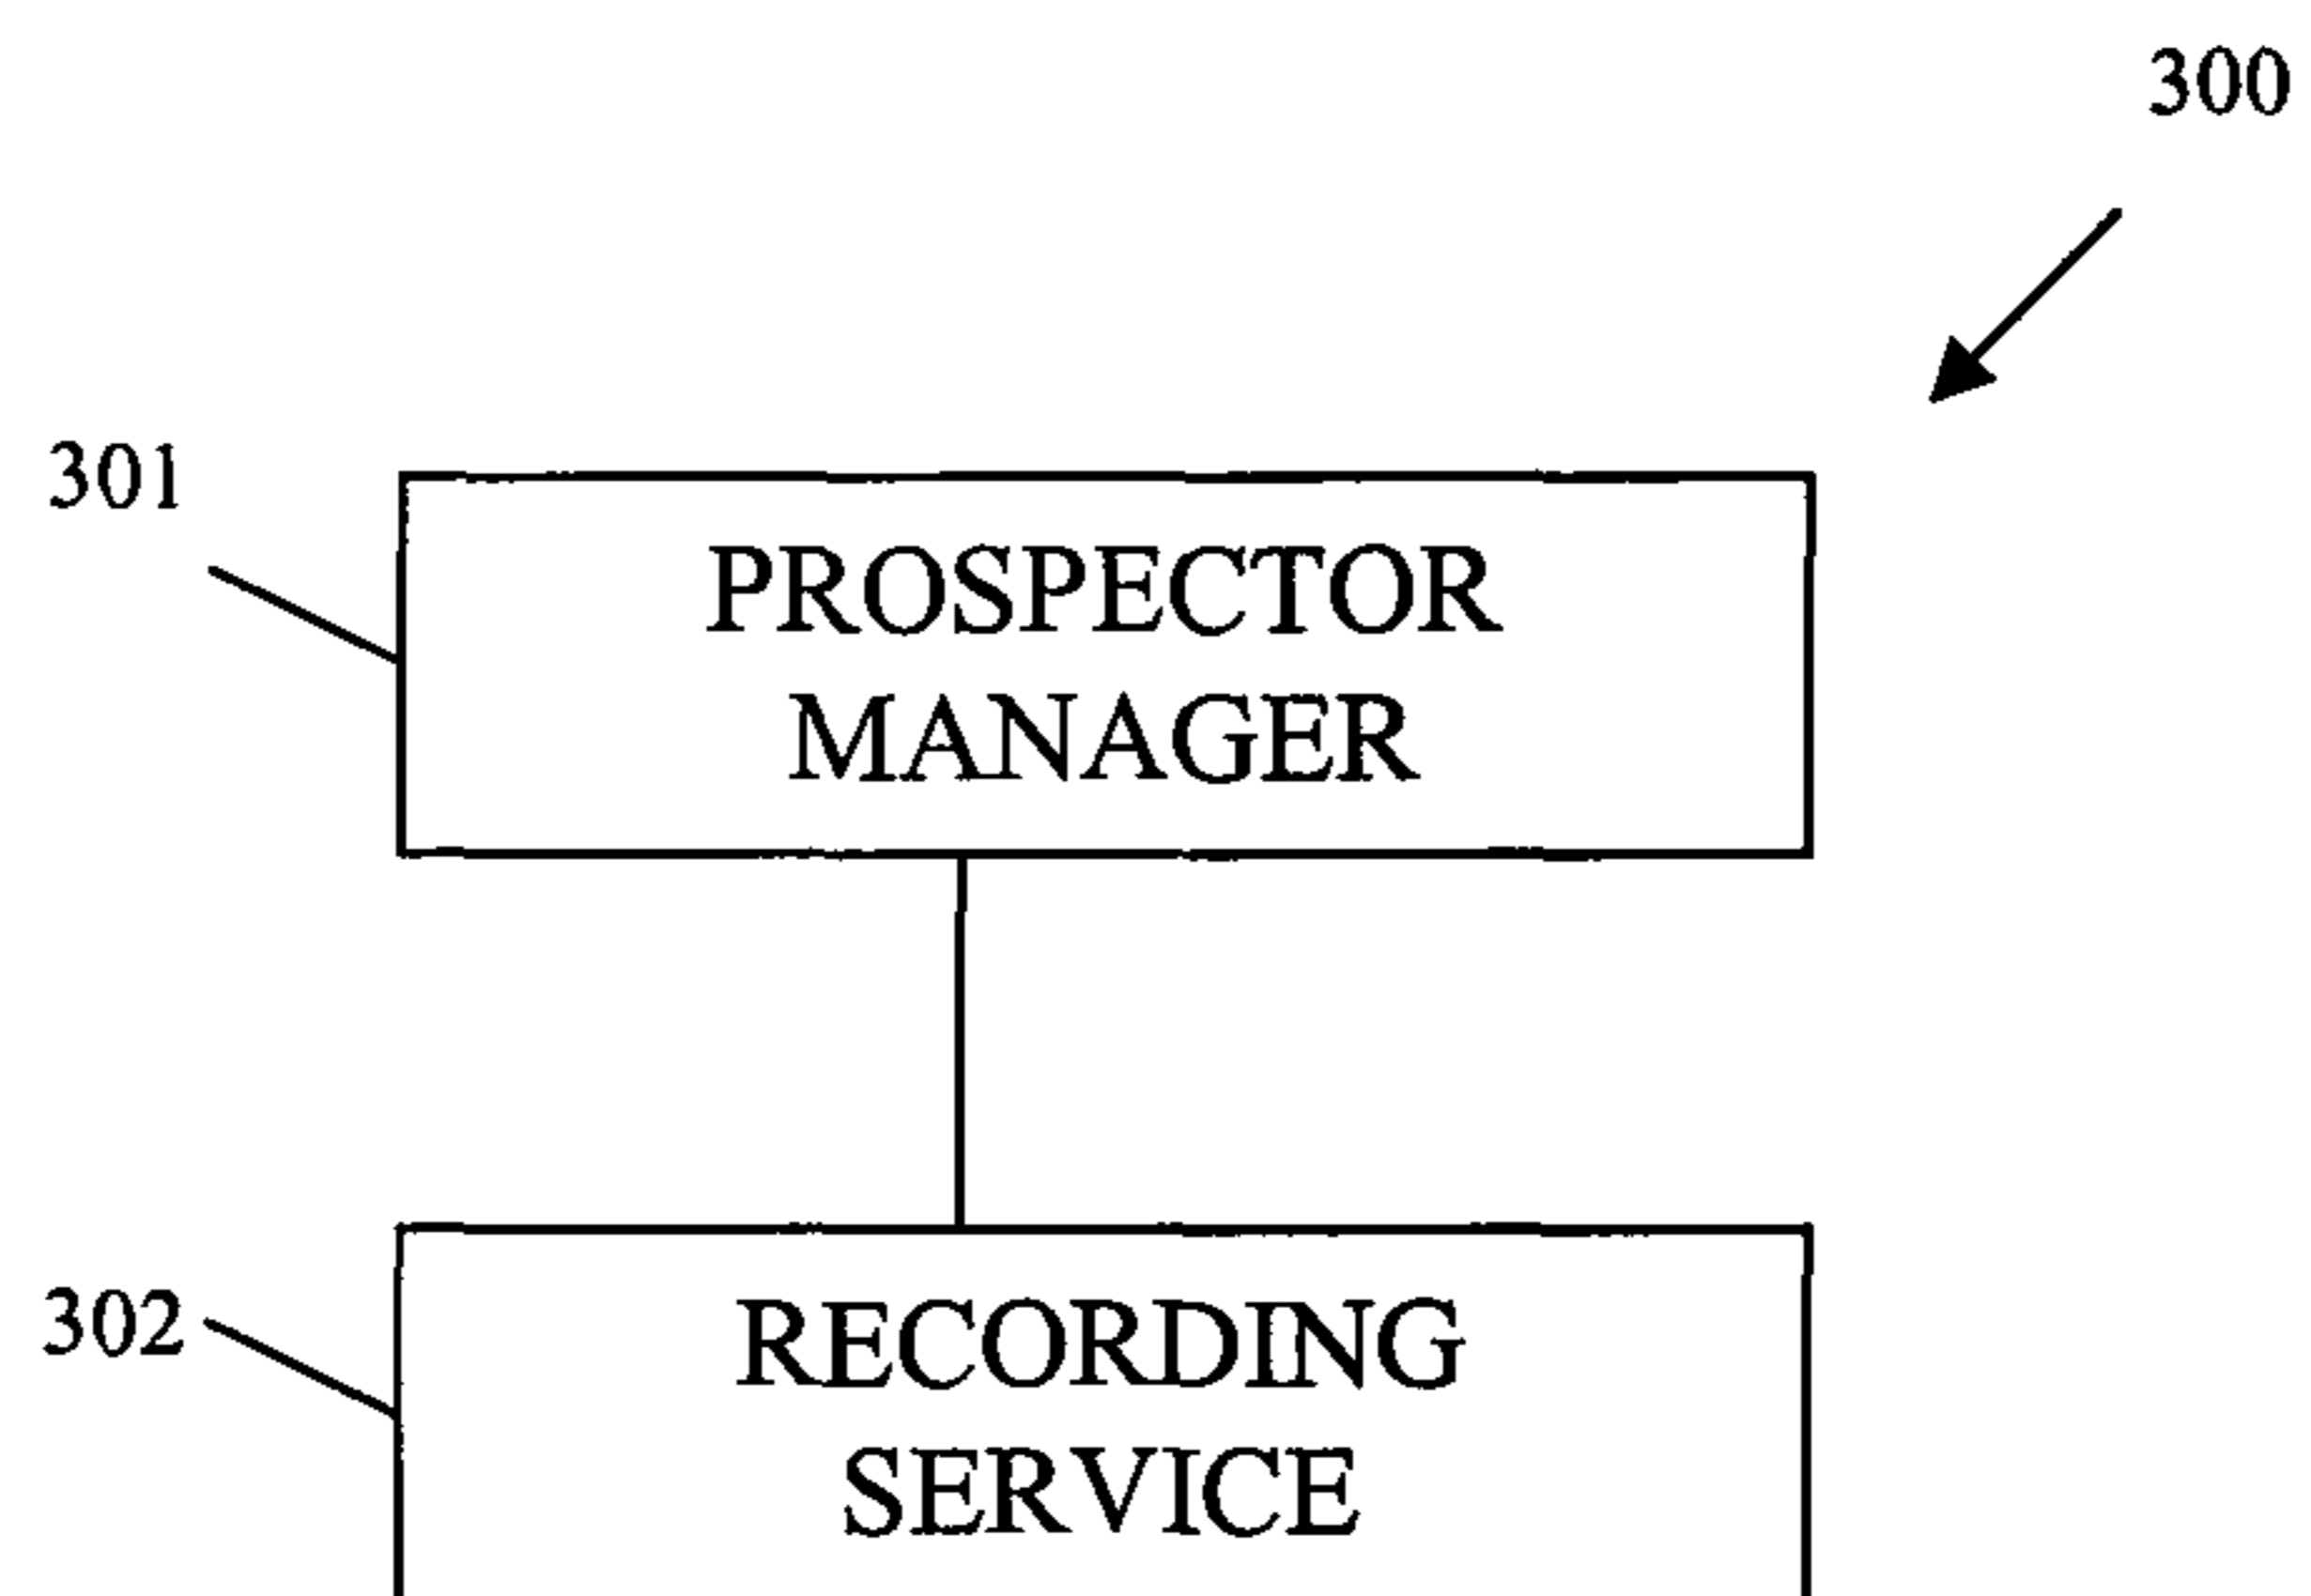 300
301
PROSPECTOR
MANAGER
302
RECORDING
SERVICE